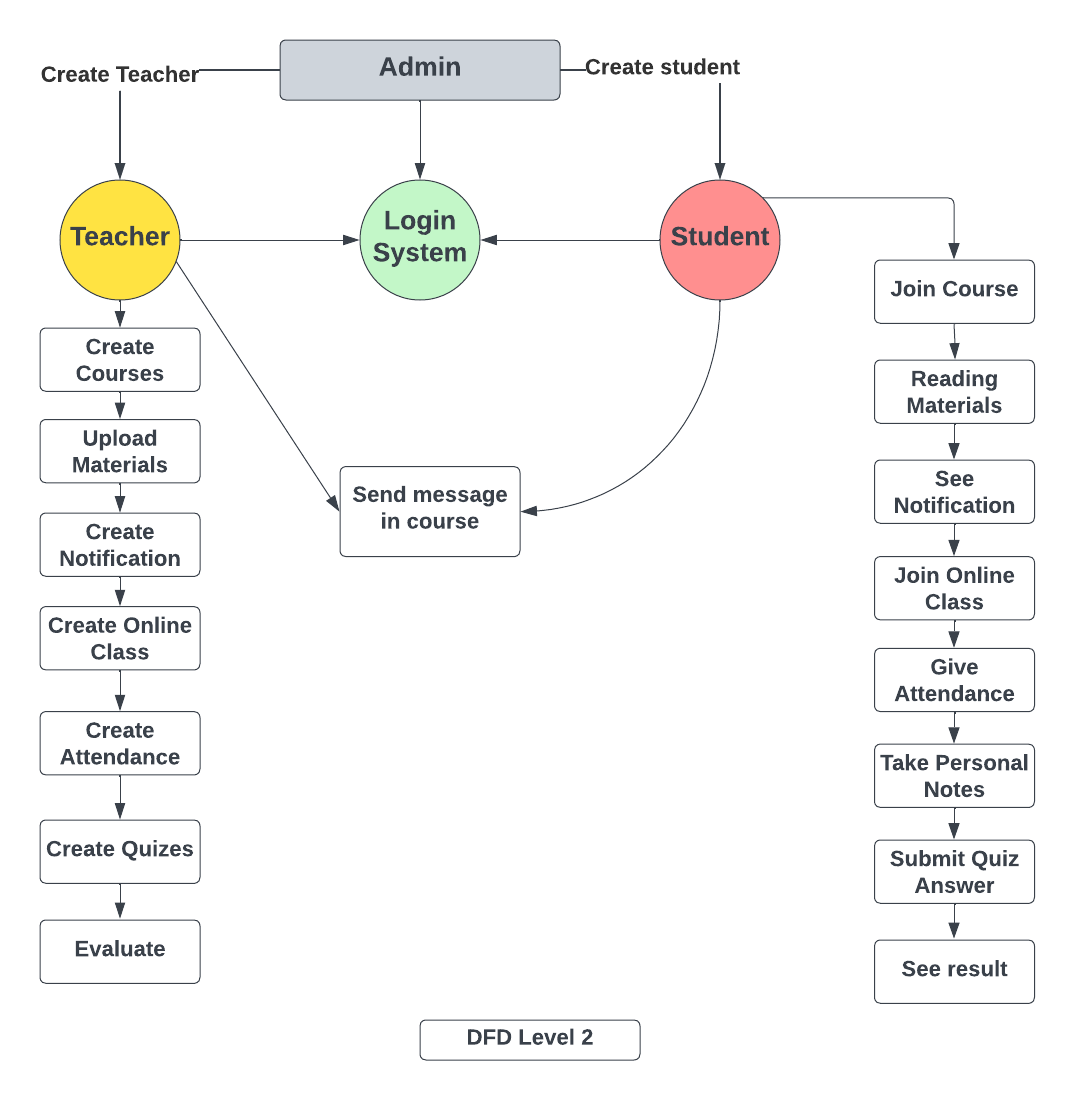 Create Teacher
Admin
Create student
Teacher
Login
System
Student
Join Course
Create
Courses
Reading
Materials
Upload
Materials
See
Notification
Send message
in course
Create
Notification
Join Online
Class
Create Online
Class
Give
Attendance
Create
Attendance
Take Personal
Notes
Create Quizes
Submit Quiz
Answer
Evaluate
See result
DFD Level 2